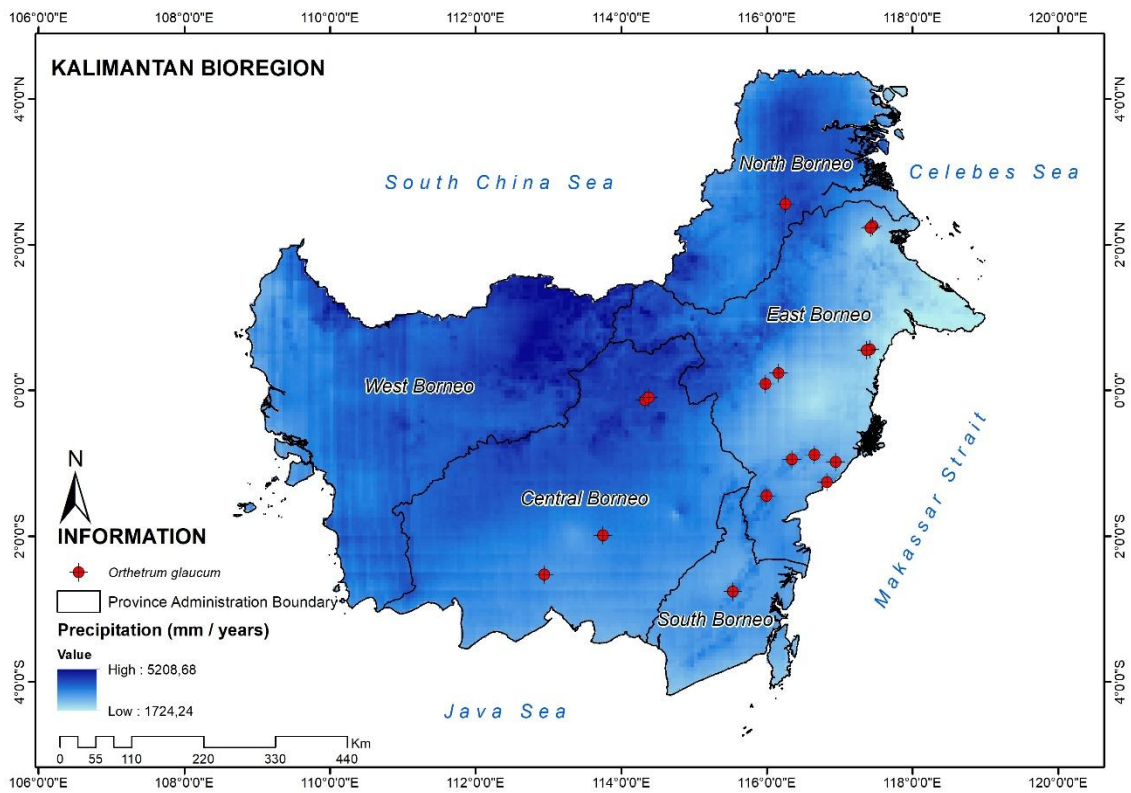 106°0'0"E 108°0'0"E 110°0'0"E 112°0'0"E 114°0'0"E 116°0'0"E 118°0'0"E 120°0'0"E
KALIMANTAN BIOREGION
4°0'0"N
4°0'0"N
North Borneo
South China Sea
Celebes Sea
2°0'0"N
2°0'0"N
East Borneo
West Borneo
0°0'0"
0°0'0"
Makassar Strait
N
Central Borneo
INFORMATION
2°0'0"S
2°0'0"S
Orthetrum glaucum
Province Administration Boundary
South Borneo
Precipitation (mm / years)
Value
High : 5208,68
Low : 1724,24
4°0'0"S
4°0'0"S
Java Sea
Km
0 55 110 220 330 440
106°0'0"E 108°0'0"E 110°0'0"E 112°0'0"E 114°0'0"E 116°0'0"E 118°0'0"E 120°0'0"E